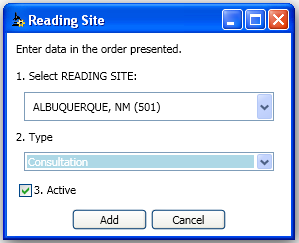 Reading Site
Enter data in the order presented.
1. Select READING SITE:
ALBUQUERQUE, NM (501)
2. Type
Consultation
3. Active
Add Cancel